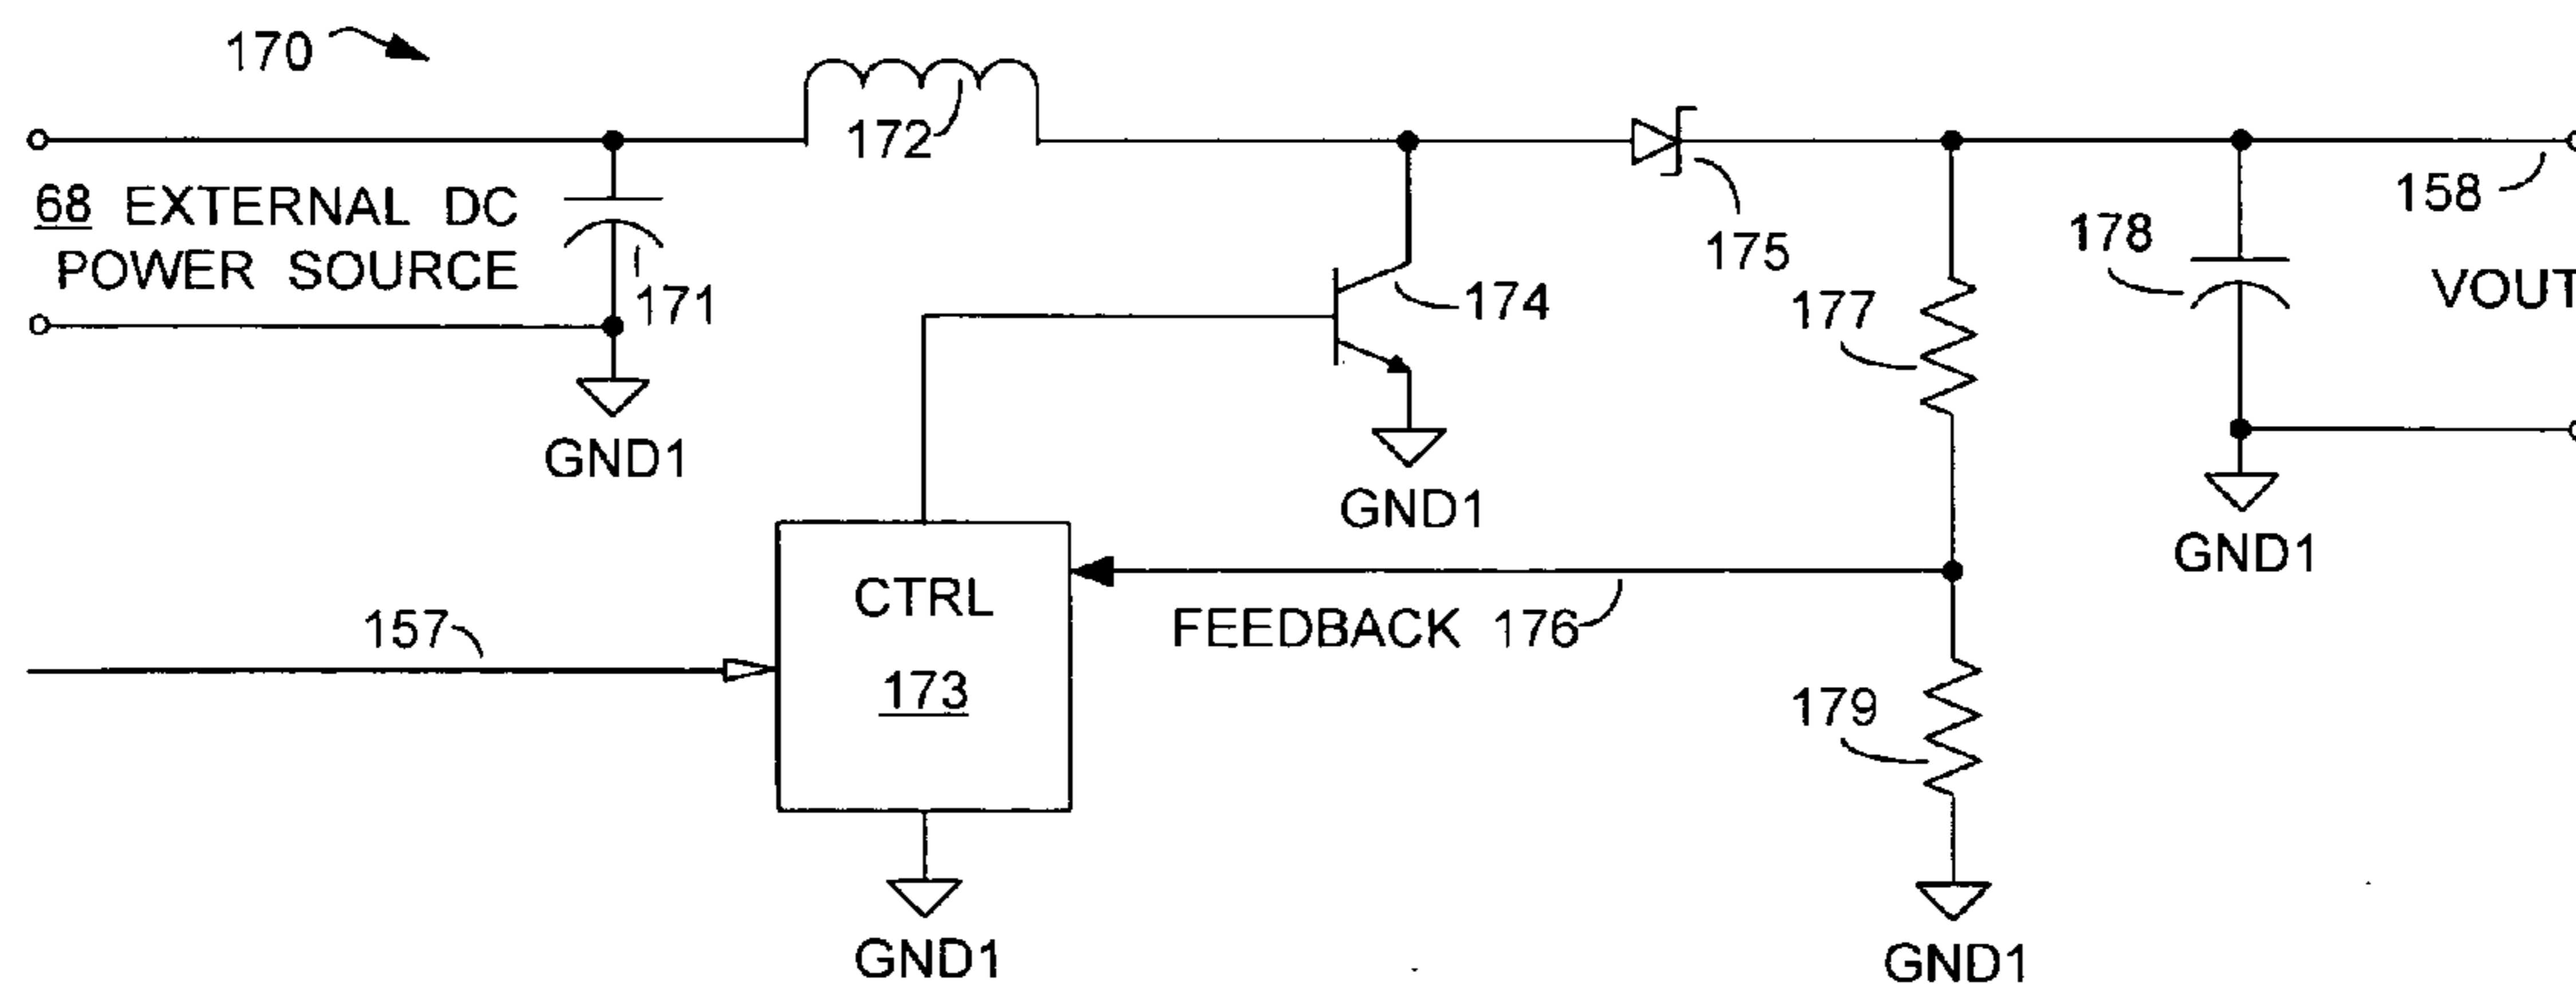 170
172
68 EXTERNAL DC
POWER SOURCE
171
GND1
174
GND1
175
177
178
158
VOUT
GND1
157
CTRL
173
FEEDBACK 176
179
GND1
GND1